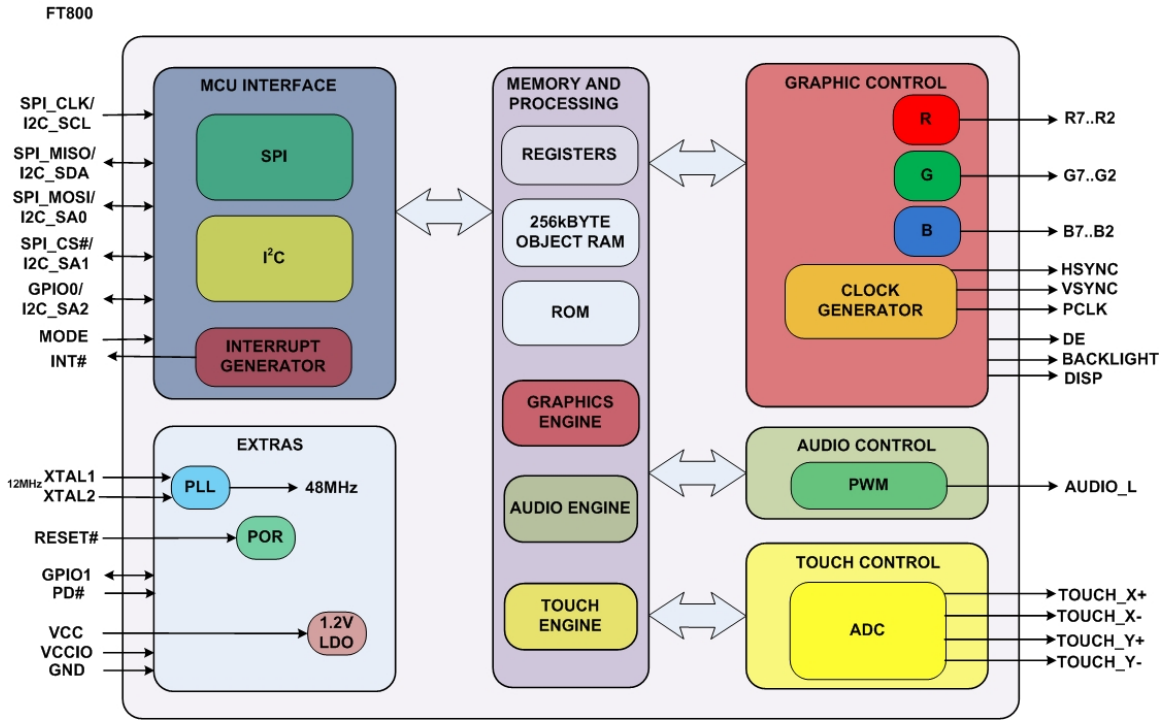 FT800
MCU INTERFACE
SPI_CLK/
I2C_SCL
SPI_MISO/
I2C_SDA
SPI_MOSI/
I2C_SA0
SPI_CS#/
I2C_SA1
GPIO0/
I2C_SA2
MODE
INT#
SPI
I²C
INTERRUPT
GENERATOR
EXTRAS
12MHz
XTAL1
XTAL2
PLL
48MHz
RESET#
POR
GPIO1
PD#
VCC
1.2V
LDO
VCCIO
GND
MEMORY AND
PROCESSING
REGISTERS
256kBYTE
OBJECT RAM
ROM
GRAPHICS
ENGINE
AUDIO ENGINE
TOUCH
ENGINE
GRAPHIC CONTROL
R
R7..R2
G
G7..G2
B
B7..B2
CLOCK
GENERATOR
HSYNC
VSYNC
PCLK
DE
BACKLIGHT
DISP
AUDIO CONTROL
PWM
AUDIO_L
TOUCH CONTROL
ADC
TOUCH_X+
TOUCH_X-
TOUCH_Y+
TOUCH_Y-